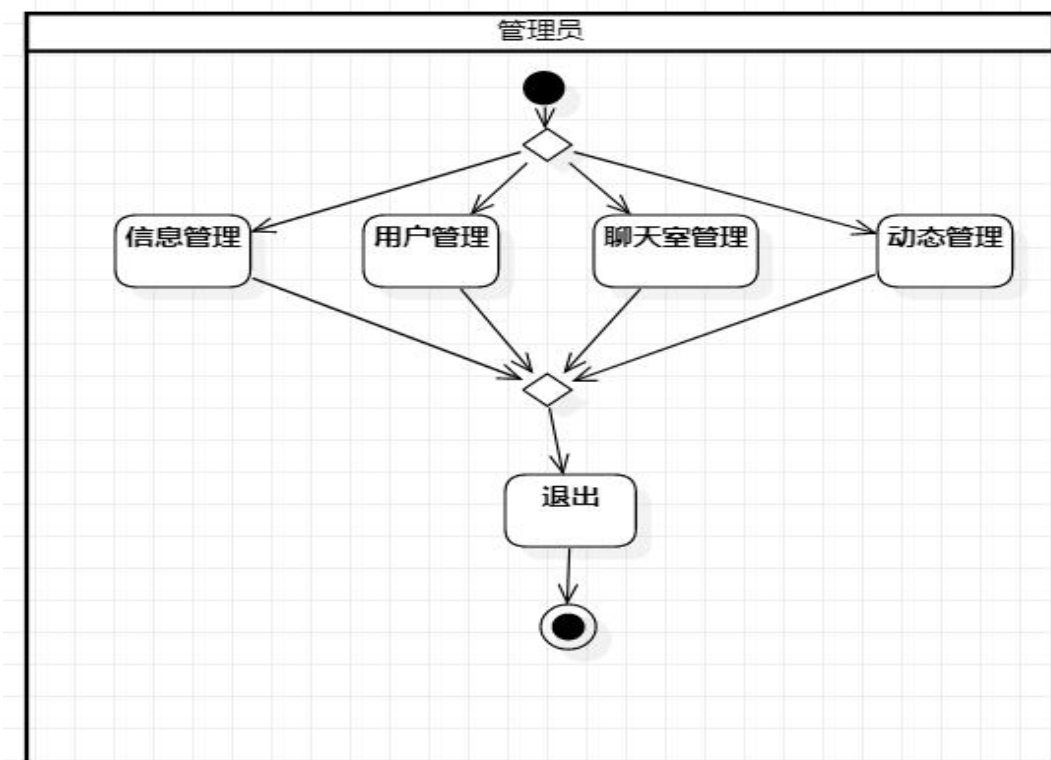 管理员
信息管理
用户管理
聊天室管理
动态管理
退出